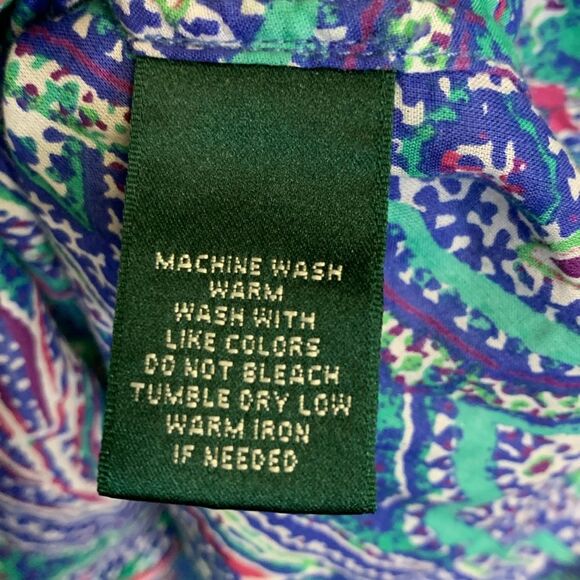 MACHINE WASH
WARM
WASH WITH
LIKE COLORS
DO NOT BLEACH
TUMBLE DRY LOW
WARM IRON
IF NEEDED